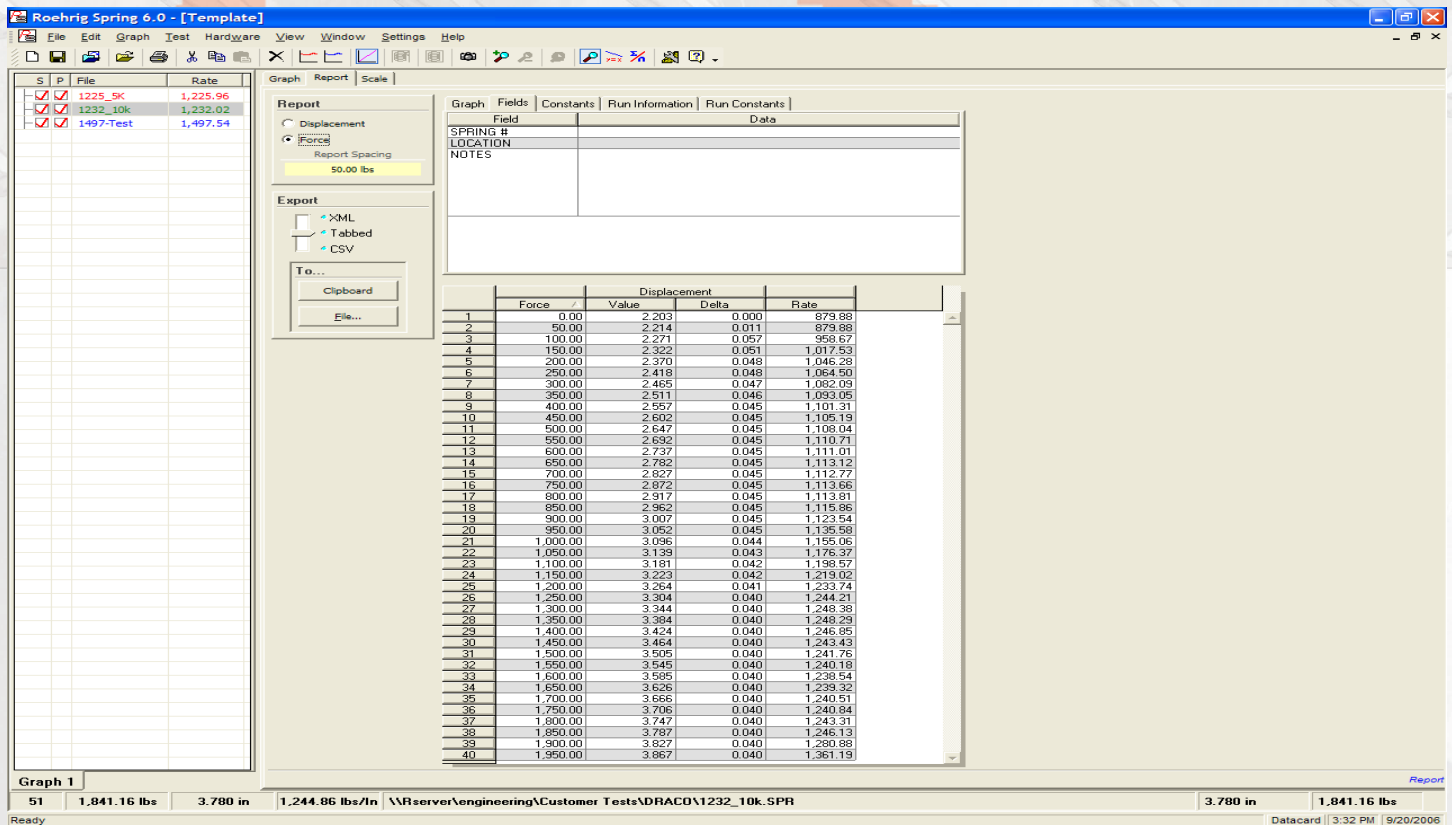 Roehrig Spring 6.0 - [Template]
File Edit Graph Test Hardware View Window Settings Help
S P File Rate
1225_5K 1,225.96
1232_10k 1,232.02
1497-Test 1,497.54
Graph 1
Graph Report Scale
Report
Displacement
Force
Report Spacing
50.00 lbs
Export
XML
Tabbed
CSV
To...
Clipboard
File...
Graph Fields Constants Run Information Run Constants
Field Data
SPRING #
LOCATION
NOTES
Displacement
Force Value Delta Rate
1 0.00 2.203 0.000 879.88
2 50.00 2.214 0.011 879.88
3 100.00 2.271 0.057 958.67
4 150.00 2.322 0.051 1,017.53
5 200.00 2.370 0.048 1,046.28
6 250.00 2.418 0.048 1,064.50
7 300.00 2.465 0.047 1,082.09
8 350.00 2.511 0.046 1,093.05
9 400.00 2.557 0.045 1,101.31
10 450.00 2.602 0.045 1,105.19
11 500.00 2.647 0.045 1,108.04
12 550.00 2.692 0.045 1,110.71
13 600.00 2.737 0.045 1,111.01
14 650.00 2.782 0.045 1,113.12
15 700.00 2.827 0.045 1,112.77
16 750.00 2.872 0.045 1,113.66
17 800.00 2.917 0.045 1,113.81
18 850.00 2.962 0.045 1,115.86
19 900.00 3.007 0.045 1,123.54
20 950.00 3.052 0.045 1,135.58
21 1,000.00 3.096 0.044 1,155.06
22 1,050.00 3.139 0.043 1,176.37
23 1,100.00 3.181 0.042 1,198.57
24 1,150.00 3.223 0.042 1,219.02
25 1,200.00 3.264 0.041 1,233.74
26 1,250.00 3.304 0.040 1,244.21
27 1,300.00 3.344 0.040 1,248.38
28 1,350.00 3.384 0.040 1,248.29
29 1,400.00 3.424 0.040 1,246.85
30 1,450.00 3.464 0.040 1,243.43
31 1,500.00 3.505 0.040 1,241.76
32 1,550.00 3.545 0.040 1,240.18
33 1,600.00 3.585 0.040 1,238.54
34 1,650.00 3.626 0.040 1,239.32
35 1,700.00 3.666 0.040 1,240.51
36 1,750.00 3.706 0.040 1,240.84
37 1,800.00 3.747 0.040 1,243.31
38 1,850.00 3.787 0.040 1,246.13
39 1,900.00 3.827 0.040 1,280.88
40 1,950.00 3.867 0.040 1,361.19
Report
51 1,841.16 lbs 3.780 in 1,244.86 lbs/In \\Rserver\engineering\Customer Tests\DRACO\1232_10k.SPR 3.780 in 1,841.16 lbs
Ready Datacard 3:32 PM 9/20/2006